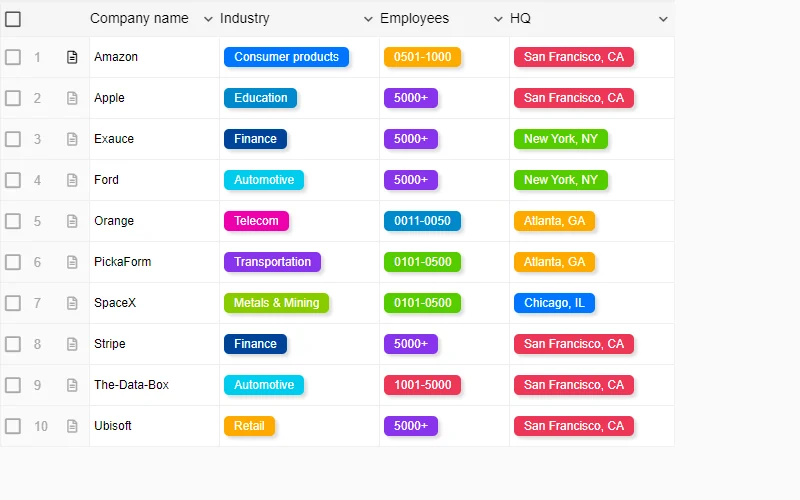 Company name Industry Employees HQ
1 Amazon Consumer products 0501-1000 San Francisco, CA
2 Apple Education 5000+ San Francisco, CA
3 Exauce Finance 5000+ New York, NY
4 Ford Automotive 5000+ New York, NY
5 Orange Telecom 0011-0050 Atlanta, GA
6 PickaForm Transportation 0101-0500 Atlanta, GA
7 SpaceX Metals & Mining 0101-0500 Chicago, IL
8 Stripe Finance 5000+ San Francisco, CA
9 The-Data-Box Automotive 1001-5000 San Francisco, CA
10 Ubisoft Retail 5000+ San Francisco, CA